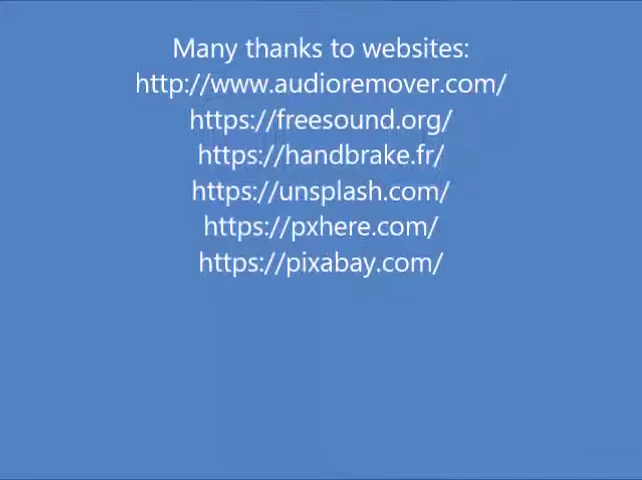 Many thanks to websites:
http://www.audioremover.com/
https://freesound.org/
https://handbrake.fr/
https://unsplash.com/
https://pxhere.com/
https://pixabay.com/